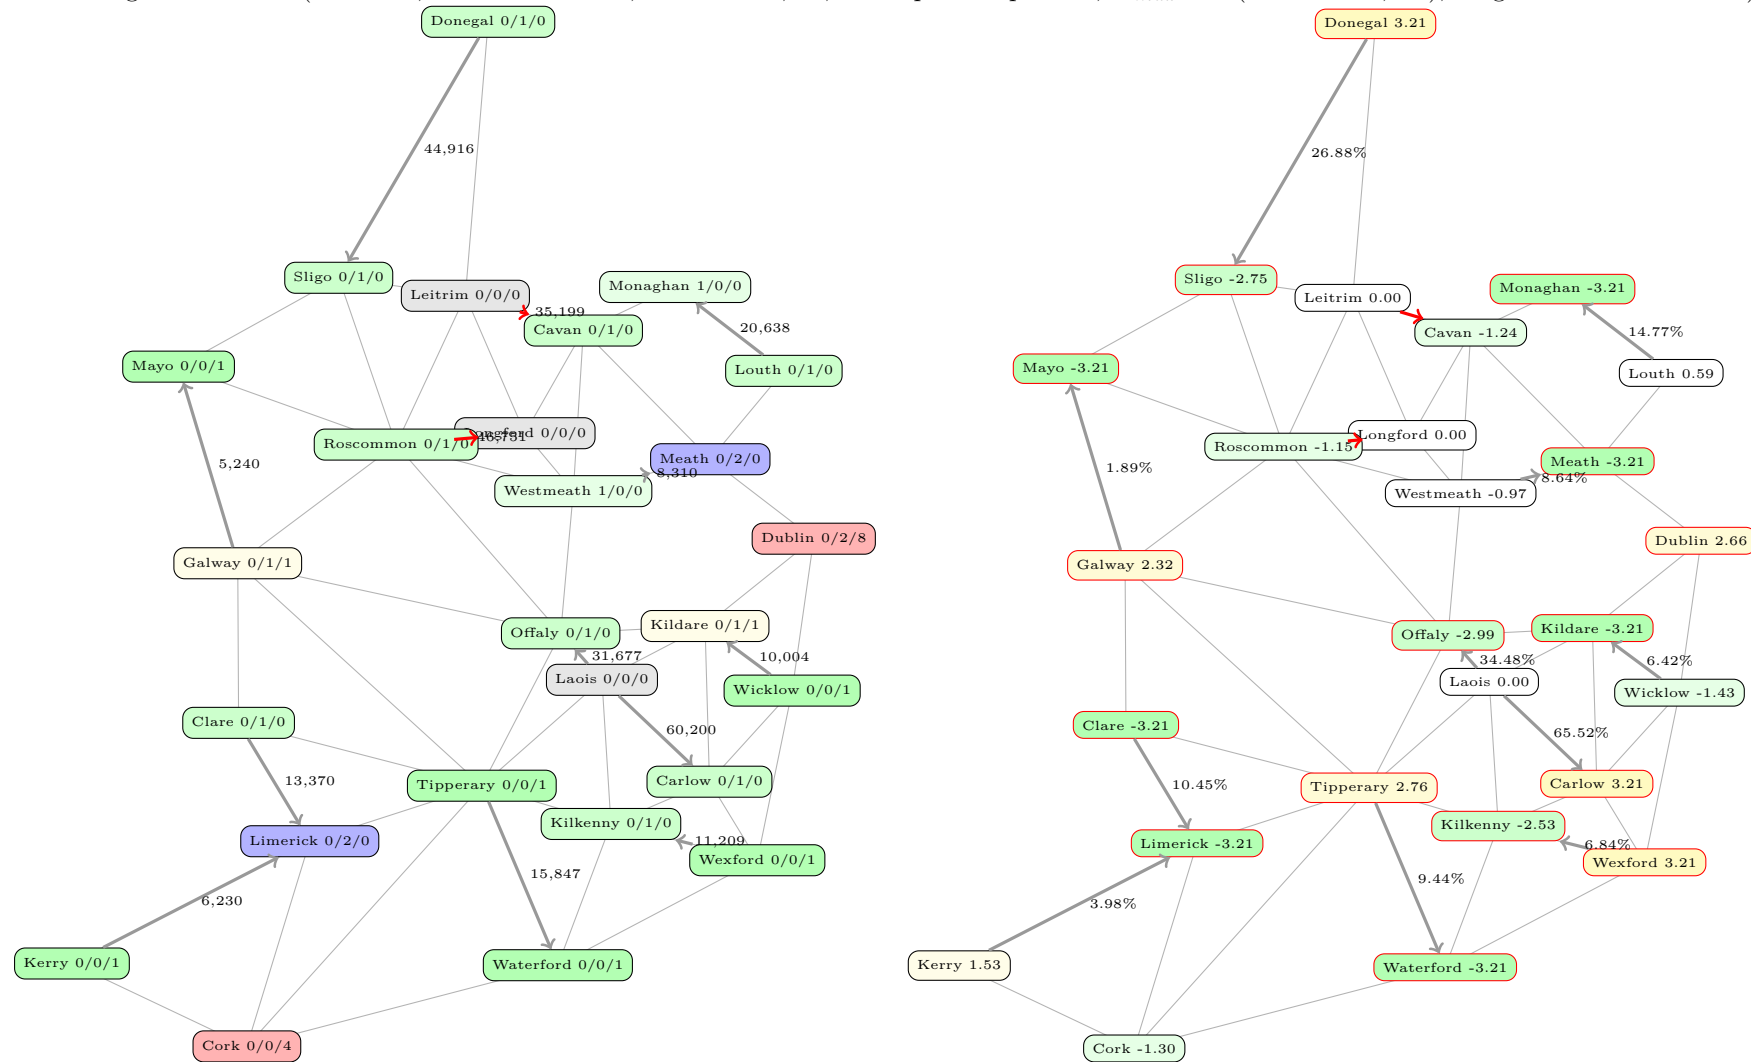 Donegal 0/1/0
44,916
Sligo 0/1/0
Leitrim 0/0/0
Monaghan 1/0/0
35,199
Cavan 0/1/0
20,638
Mayo 0/0/1
Louth 0/1/0
Roscommon 0/1/0
0/0/0
Meath 0/2/0
5,240
8,310
Westmeath 1/0/0
Dublin 0/2/8
Galway 0/1/1
Offaly 0/1/0
Kildare 0/1/1
31,677
10,004
Laois 0/0/0
Wicklow 0/0/1
Clare 0/1/0
60,200
13,370
Tipperary 0/0/1
Carlow 0/1/0
Kilkenny 0/1/0
Limerick 0/2/0
11,209
Wexford 0/0/1
15,847
6,230
Kerry 0/0/1
Waterford 0/0/1
Cork 0/0/4
Donegal 3.21
26.88%
Sligo -2.75
Leitrim 0.00
Monaghan -3.21
Cavan -1.24
14.77%
Mayo -3.21
Louth 0.59
Roscommon -1.15
Longford 0.00
Meath -3.21
1.89%
8.64%
Westmeath -0.97
Dublin 2.66
Galway 2.32
Offaly -2.99
Kildare -3.21
34.48%
6.42%
Laois 0.00
Wicklow -1.43
Clare -3.21
65.52%
10.45%
Tipperary 2.76
Carlow 3.21
Kilkenny -2.53
Limerick -3.21
6.84%
Wexford 3.21
9.44%
3.98%
Kerry 1.53
Waterford -3.21
Cork -1.30